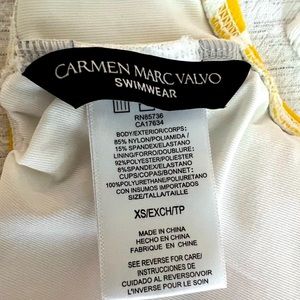 CARMEN MARC VALVO
SWIMWEAR
RN85736
CA17634
BODY/EXTERIOR/CORPS:
85% NYLON/POLIAMIDA /
15% SPANDEX/ELASTEN
LINING/FORRO/DOUBLURE:
92%POLYESTER/POLIESTER
8%SPANDEX/ELASTEN
CUPS/COPAS/BONNET:
100%POLYURETHANE/POLIURETANO
CON INSUMOS IMPORTADOS
SIZE/TALLA/TAILLE:
XS/EXCH/TP
MADE IN CHINA
HECHO EN CHINA
FABRIQUE EN CHINE
SEE REVERSE FOR CARE/
INSTRUCCIONES DE
CUIDADO AL REVERSO/VOIR
L'INVERSE POUR LE SOIN